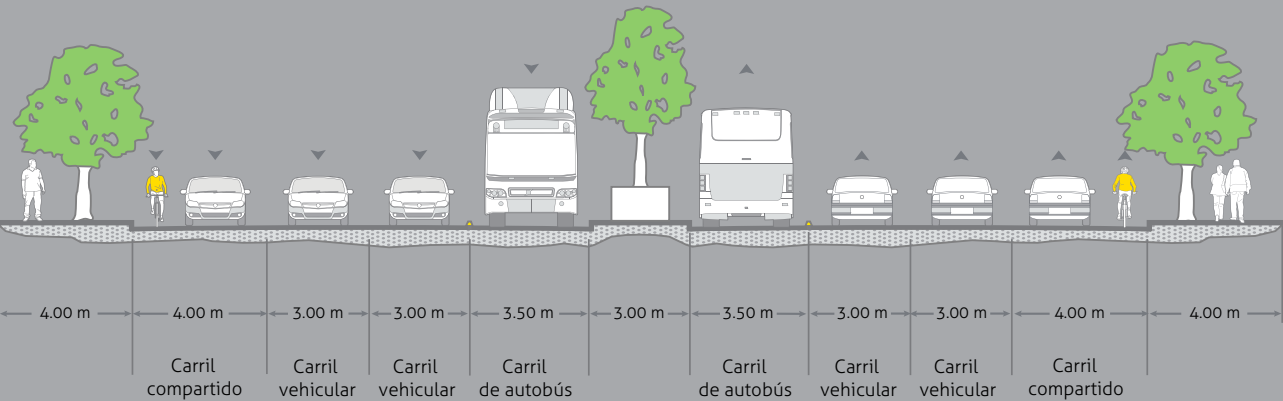 4.00 m 4.00 m 3.00 m 3.00 m 3.50 m 3.00 m 3.50 m 3.00 m 3.00 m 4.00 m 4.00 m
Carril
compartido
Carril
vehicular
Carril
vehicular
Carril
de autobús
Carril
de autobús
Carril
vehicular
Carril
vehicular
Carril
compartido